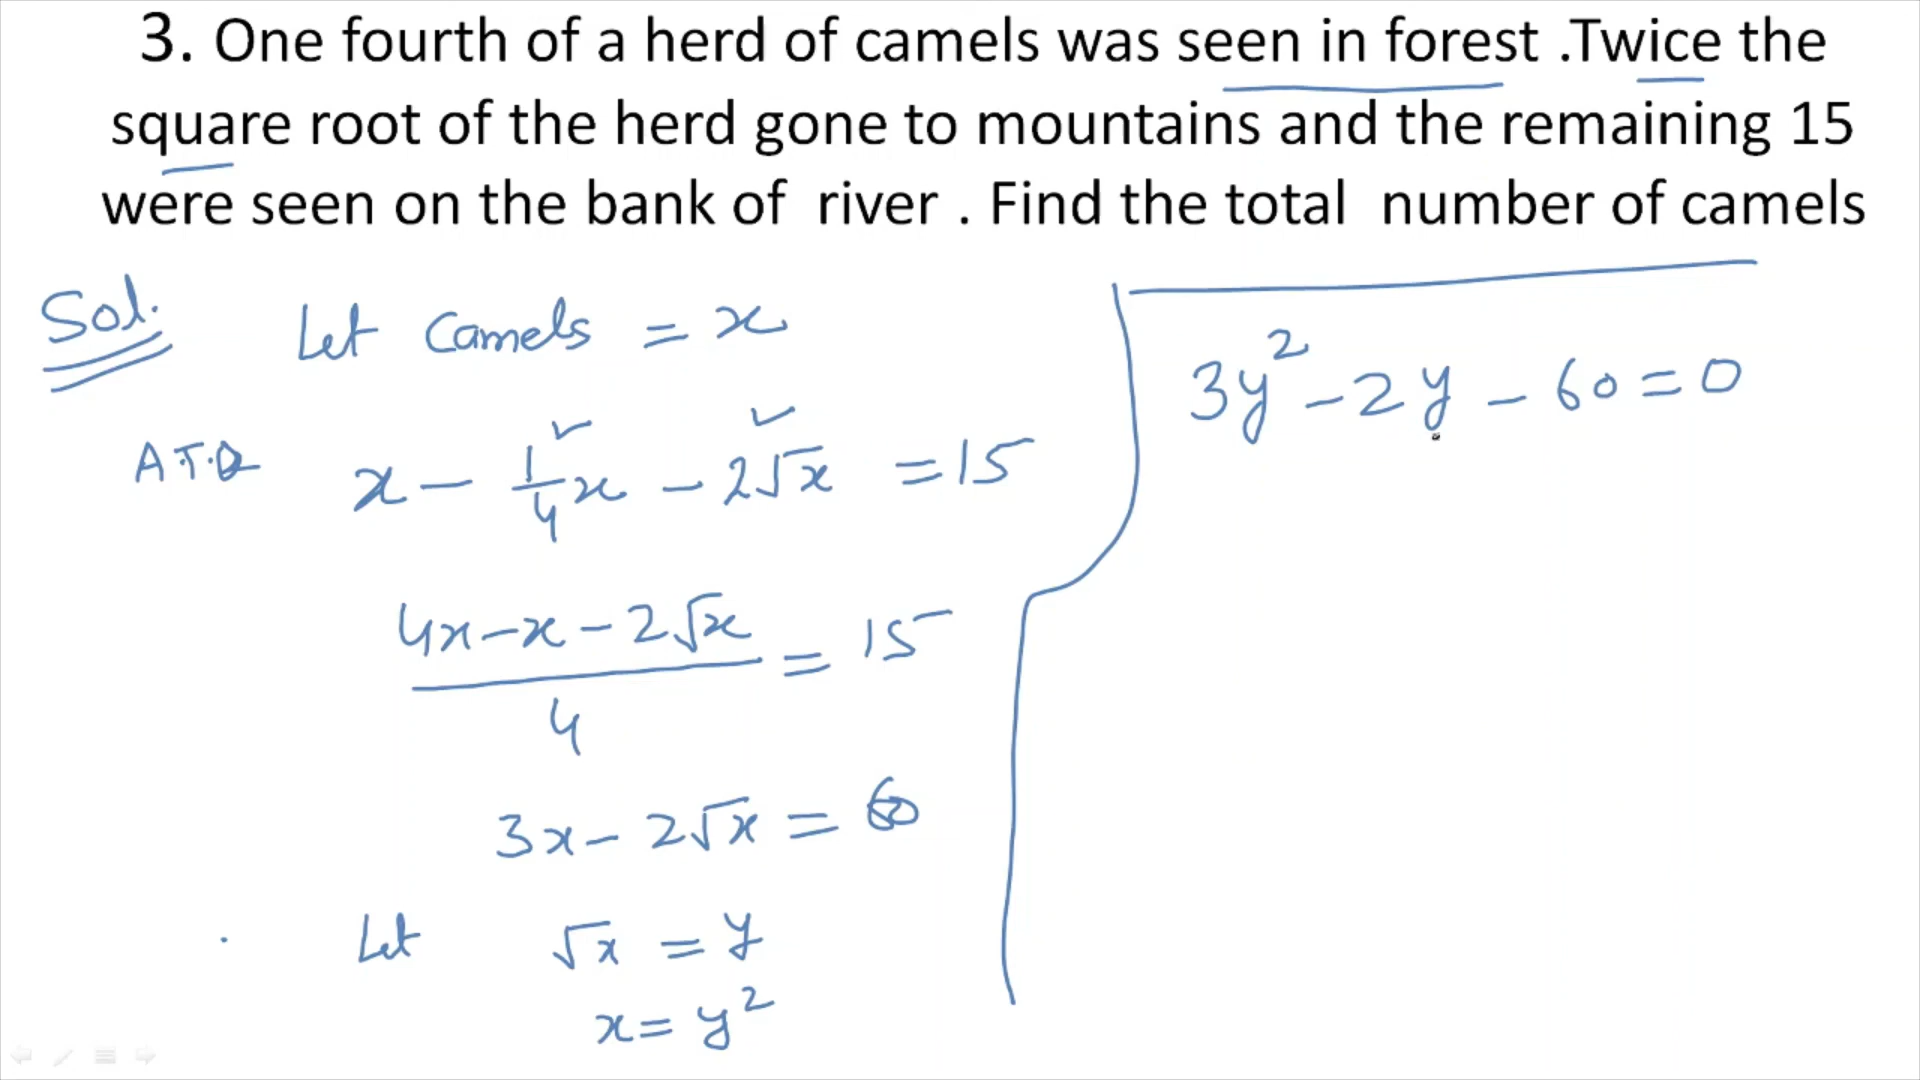 3. One fourth of a herd of camels was seen in forest .Twice the
square root of the herd gone to mountains and the remaining 15
were seen on the bank of river . Find the total number of camels
Sol.
Let Camels = x
A.T.Q x - 1/4 x - 2√x = 15
4x - x - 2√x / 4 = 15
3x - 2√x = 60
Let √x = y
x = y²
3y² - 2y - 60 = 0